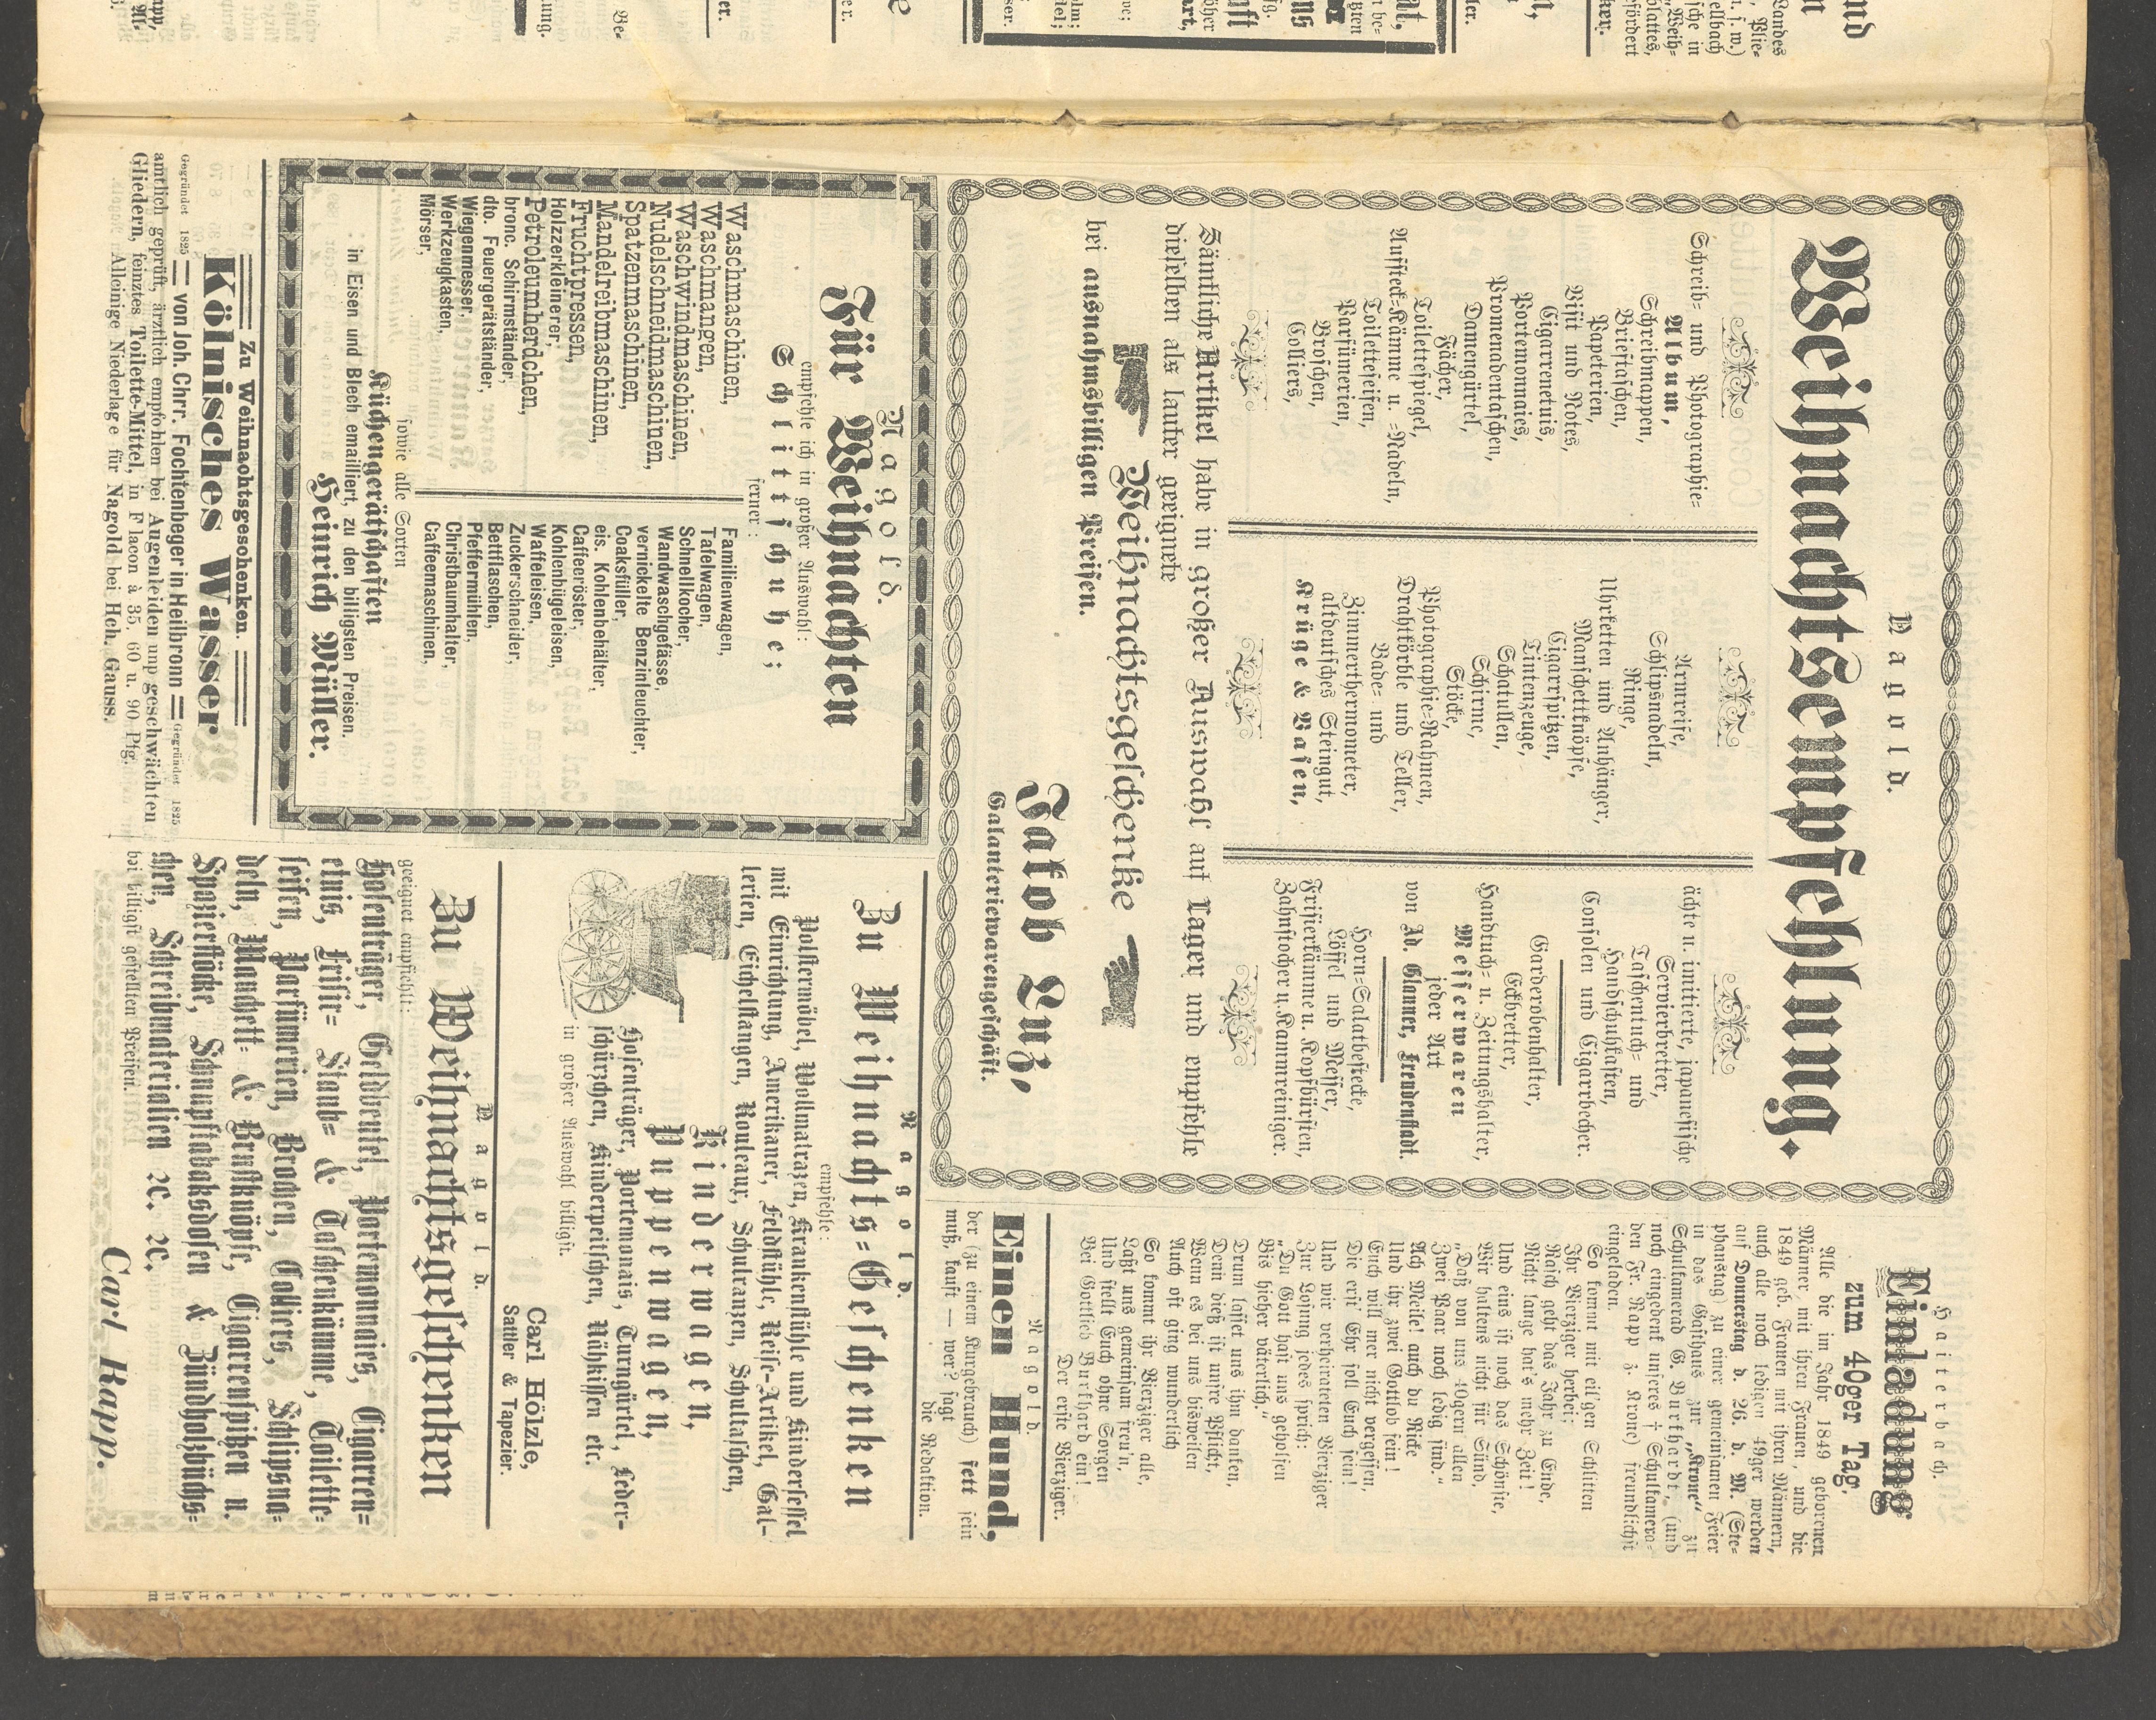 Nagold.
Weihnachtsempfehlung.
Schreib- und Photographie-
Album,
Schreibmappen,
Brieftaschen,
Papeterien,
Visit und Notes,
Cigarrenetuis,
Portemonnaies,
Promenadentaschen,
Damengürtel,
Fächer,
Toilettespiegel,
Aufsteck-Kämme u. -Nadeln,
Toiletteseifen,
Parfümerien,
Broschen,
Colliers,
Armreife,
Schlipsnadeln,
Ringe,
Uhrketten und Anhänger,
Manschettknöpfe,
Cigarrspitzen,
Tintenzeuge,
Schatullen,
Schirme,
Stöcke,
Photographie-Rahmen,
Drahtkörble und Teller,
Bade- und
Zimmerthermometer,
altdeutsches Steingut,
Krüge & Vasen,
ächte u. imitierte, japanesische
Servierbretter,
Taschentuch- und
Handschuhkasten,
Consolen und Cigarrbecher.
Garderobenhalter,
Eckbretter,
Handtuch- u. Zeitungshalter,
Messerwaren
jeder Art
von Ad. Glauner, Freudenstadt.
Horn-Salatbestecke,
Löffel und Messer,
Frisierkämme u. Kopfbürsten,
Zahnstocher u. Kammreiniger.
Sämtliche Artikel habe in großer Auswahl auf Lager und empfehle
dieselben als lauter geeignete
Weihnachtsgeschenke
bei ausnahmsbilligen Preisen.
Jakob Luz,
Galanteriewarengeschäft.
Haiterbach.
Einladung
zum 40ger Tag.
Alle die im Jahr 1849 geborenen
Männer, mit ihren Frauen, und die
1849 geb. Frauen mit ihren Männern,
auch alle noch ledigen 49ger werden
auf Donnerstag d. 26. d. M. (Ste-
phanstag) zu einer gemeinsamen Feier
in das Gasthaus zur „Krone“ zu
Schulkamerad G. Burkhardt, (und
noch eingedenk unseres † Schulkamera-
den Fr. Rapp z. Krone) freundlichst
eingeladen.
So kommt mit eil'gen Schlitten
Ihr Vierziger herbei;
Rasch geht das Jahr zu Ende,
Nicht lange hat's mehr Zeit!
Und eins ist noch das Schönste,
Wir haltens nicht für Sünd,
„Daß von uns 40gern allen
Zwei Paar noch ledig sind.“
Ach Meile! auch du Ricke
Und ihr zwei Gottlob fein!
Euch will mer nicht vergessen,
Die erst Ehr soll Euch sein!
Und wir verheirateten Vierziger
Zur Losung jedes sprich:
„Du Gott hast uns geholfen
Bis hieher väterlich.“
Drum lasset uns ihm danken,
Denn dieß ist unsre Pflicht,
Wenn es bei uns bisweilen
Auch oft ging wunderlich
So kommt ihr Vierziger alle,
Laßt uns gemeinsam freu'n,
Und stellt Euch ohne Sorgen
Bei Gottlieb Burkhard ein!
Der erste Vierziger.
Nagold.
Einen Hund,
der (zu einem Kurgebrauch) fett sein
muß, kauft — wer? sagt
die Redaktion.
Nagold.
Für Weihnachten
empfehle ich in großer Auswahl:
Schlittschuhe;
ferner:
Waschmaschinen,
Waschmangen,
Waschwindmaschinen,
Nudelschneidmaschinen,
Spatzenmaschinen,
Mandelreibmaschinen,
Fruchtpressen,
Holzzerkleinerer,
Petroleumherdchen,
bronc. Schirmständer,
dto. Feuergerätständer,
Wiegenmesser,
Werkzeugkasten,
Mörser,
Familienwagen,
Tafelwagen,
Schnellkocher,
Wandwaschgefässe,
vernickelte Benzinleuchter,
Coaksfüller,
eis. Kohlenbehälter,
Caffeeröster,
Kohlenbügeleisen,
Waffeleisen,
Zuckerschneider,
Bettflaschen,
Pfeffermühlen,
Christbaumhalter,
Caffeemaschinen,
sowie alle Sorten
Küchengerätschaften
in Eisen und Blech emailliert, zu den billigsten Preisen.
Heinrich Müller.
Zu Weihnachtsgeschenken.
Kölnisches Wasser
Gegründet 1825 von Joh. Chrr. Fochtenbeger in Heilbronn Gegründet 1825
amtlich geprüft, ärztlich empfohlen bei Augenleiden unp geschwächten
Gliedern, feinztes Toilette-Mittel, in Flacon à 35, 60 u. 90 Pfg.
Alleinige Niederlage für Nagold bei Hch. Gauss.
Nagold.
Zu Weihnachts-Geschenken
empfehle:
Polstermöbel, Wollmatrazen, Krankenstühle und Kindersessel
mit Einrichtung, Amerikaner, Feldstühle, Reise-Artikel, Gal-
lerien, Eichelstangen, Rouleaux, Schulranzen, Schultaschen,
Kinderwagen,
Puppenwagen,
Hosenträger, Portemonais, Turngürtel, Leder-
schürzchen, Kinderpeitschen, Nähkissen etc.
in großer Auswahl billigst.
Carl Hölzle,
Sattler & Tapezier.
Nagold.
Zu Weihnachtsgeschenken
geeignet empfiehlt:
Hosenträger, Geldbeutel, Portemonnais, Cigarren-
etuis, Frisir- Staub- & Taschenkämme, Toilette-
seifen, Parfümerien, Brochen, Colliers, Schlipsna-
deln, Manchett- & Brustknöpfe, Cigarrenspitzen u.
Spazierstöcke, Schnupftabaksdosen & Zündholzbüchs-
chen, Schreibmaterialien ꝛc. ꝛc.
bei billigst gestellten Preisen.
Carl Rapp.